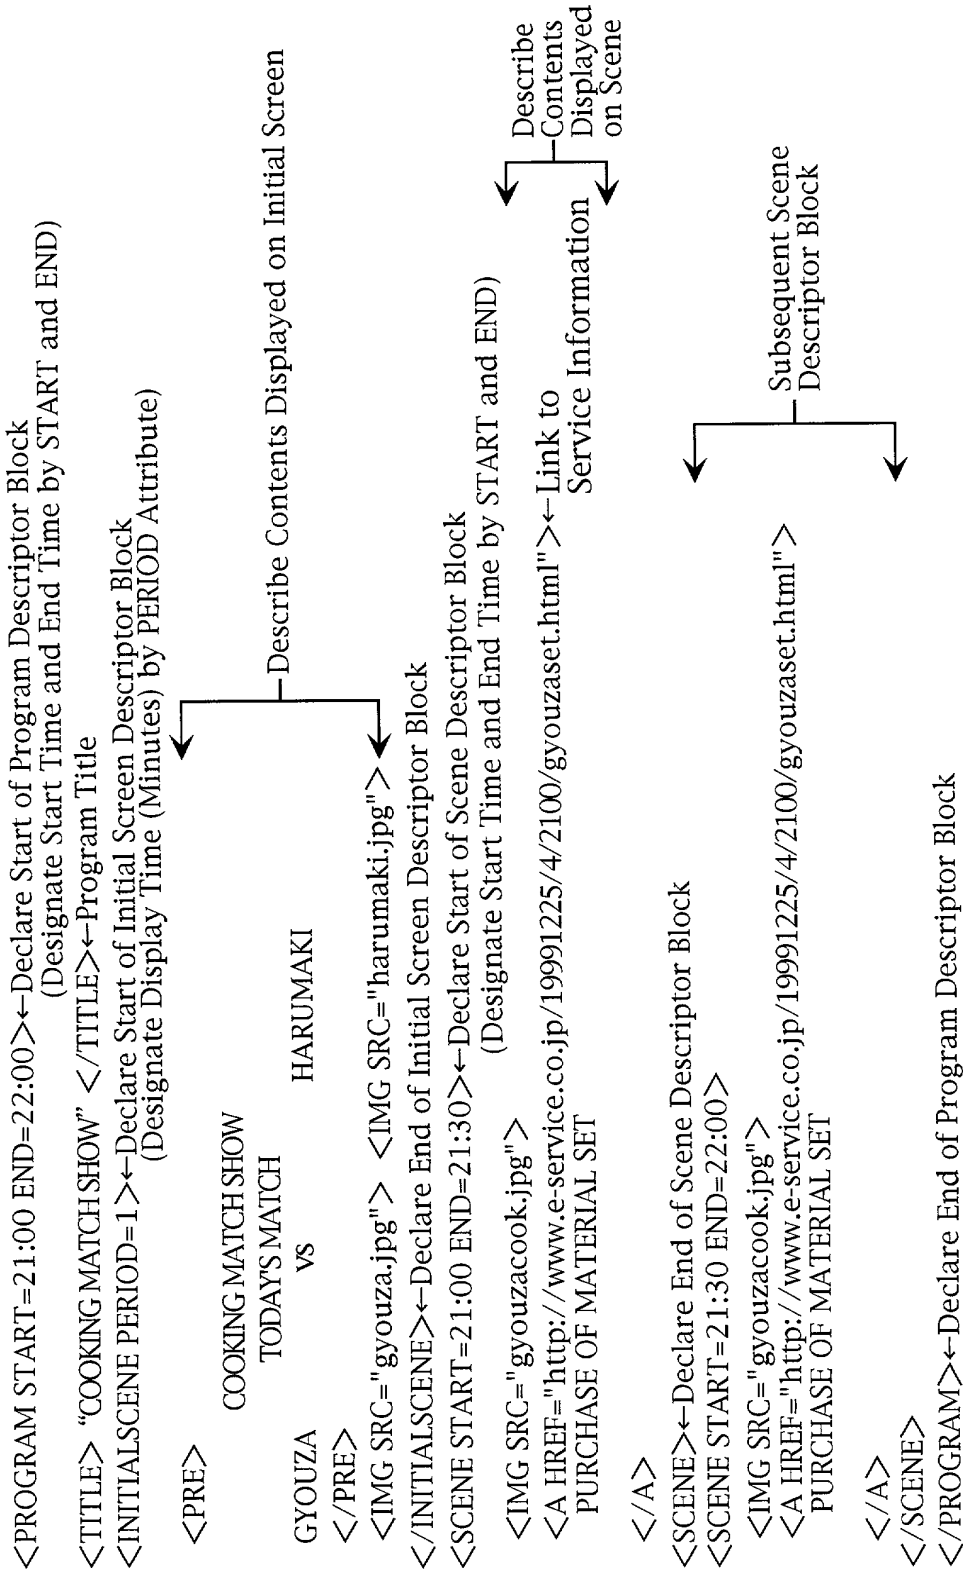 <PROGRAM START=21:00 END=22:00>←Declare Start of Program Descriptor Block
(Designate Start Time and End Time by START and END)
<TITLE> “COOKING MATCH SHOW” </TITLE>←Program Title
<INITIALSCENE PERIOD=1>←Declare Start of Initial Screen Descriptor Block
(Designate Display Time (Minutes) by PERIOD Attribute)
<PRE>
COOKING MATCH SHOW
TODAY'S MATCH
GYOUZA vs HARUMAKI
</PRE>
<IMG SRC="gyouza.jpg"> <IMG SRC="harumaki.jpg">
Describe Contents Displayed on Initial Screen
</INITIALSCENE>←Declare End of Initial Screen Descriptor Block
<SCENE START=21:00 END=21:30>←Declare Start of Scene Descriptor Block
(Designate Start Time and End Time by START and END)
<IMG SRC="gyouzacook.jpg">
<A HREF="http://www.e-service.co.jp/19991225/4/2100/gyouzaset.html">←Link to
Service Information
PURCHASE OF MATERIAL SET
Describe
Contents
Displayed
on Scene
</A>
<SCENE>←Declare End of Scene Descriptor Block
<SCENE START=21:30 END=22:00>
<IMG SRC="gyouzacook.jpg">
<A HREF="http://www.e-service.co.jp/19991225/4/2100/gyouzaset.html">
PURCHASE OF MATERIAL SET
Subsequent Scene
Descriptor Block
</A>
</SCENE>
</PROGRAM>←Declare End of Program Descriptor Block